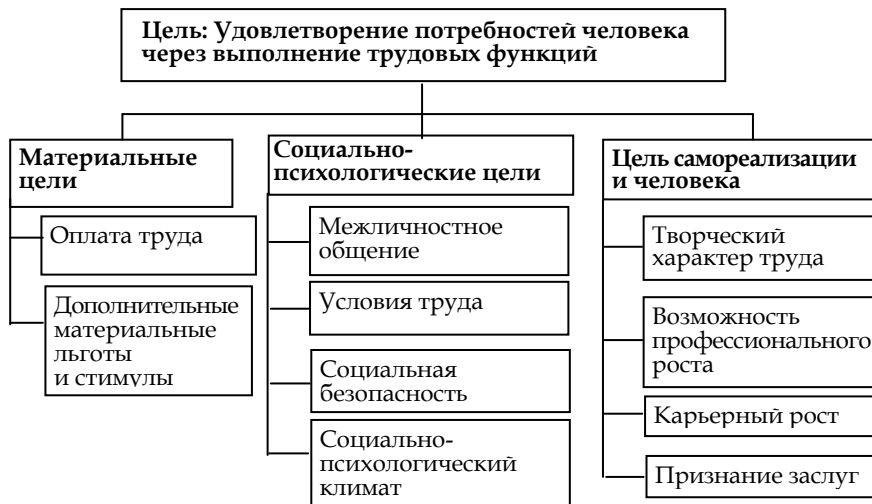 Цель: Удовлетворение потребностей человека
через выполнение трудовых функций
Материальные
цели
Оплата труда
Дополнительные
материальные
льготы
и стимулы
Социально-
психологические цели
Межличностное
общение
Условия труда
Социальная
безопасность
Социально-
психологический
климат
Цель самореализации
и человека
Творческий
характер труда
Возможность
профессионального
роста
Карьерный рост
Признание заслуг